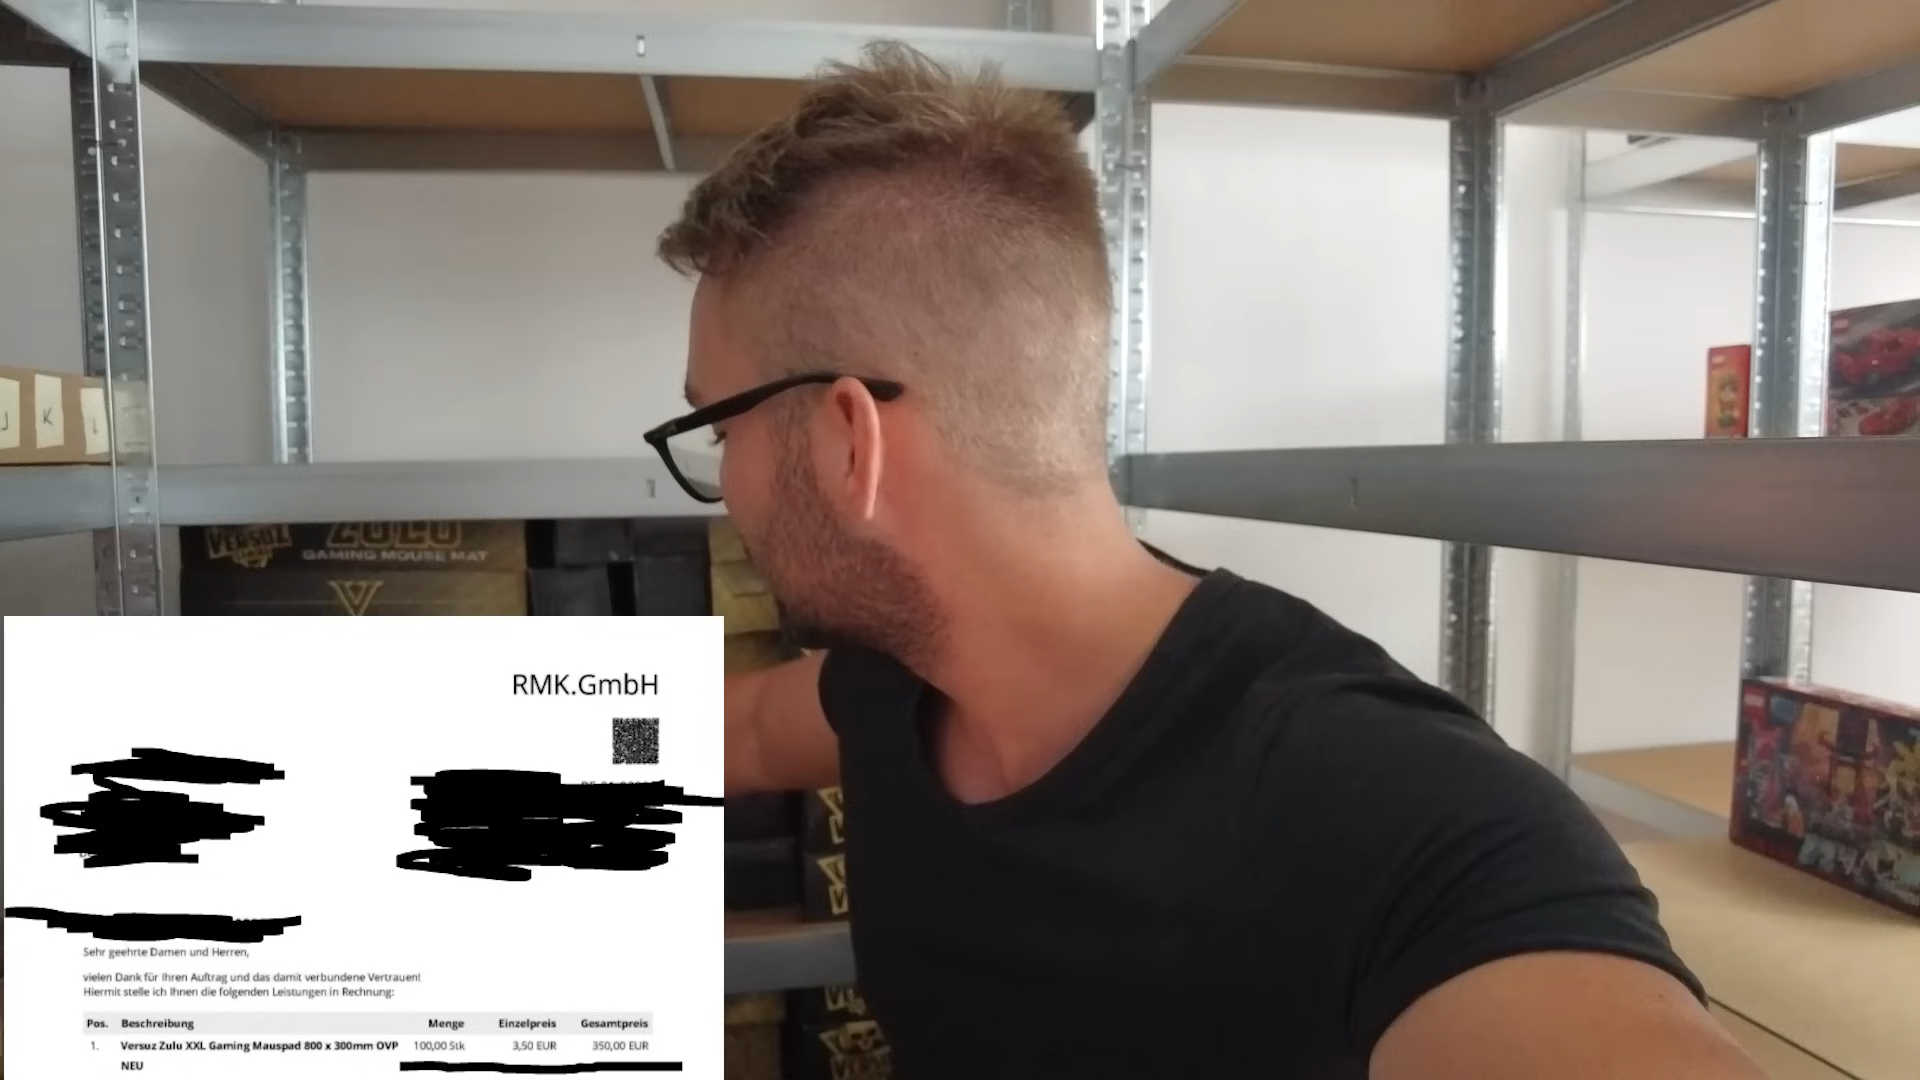 J
K
L
VERSUZ
ZULU
GAMING MOUSE MAT
RMK.GmbH
Sehr geehrte Damen und Herren,
vielen Dank für Ihren Auftrag und das damit verbundene Vertrauen!
Hiermit stelle ich Ihnen die folgenden Leistungen in Rechnung:
Pos. Beschreibung Menge Einzelpreis Gesamtpreis
1. Versuz Zulu XXL Gaming Mauspad 800 x 300mm OVP 100,00 Stk 3,50 EUR 350,00 EUR
NEU